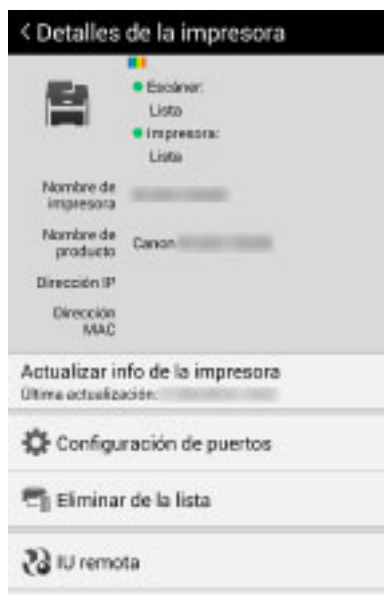 < Detalles de la impresora
Escáner:
Lista
Impresora:
Lista
Nombre de
impresora
Nombre de
producto
Canon
Dirección IP
Dirección
MAC
Actualizar info de la impresora
Última actualización:
Configuración de puertos
Eliminar de la lista
IU remota